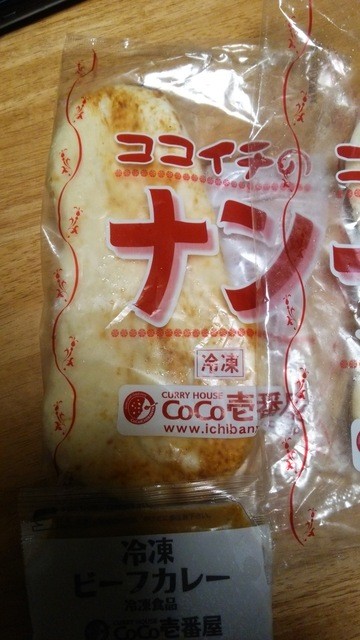 ココイチの
ナン
冷凍
CURRY HOUSE
CoCo壱番
www.ichiban
冷凍
ビーフカレー
冷凍食品
CoCo壱番屋